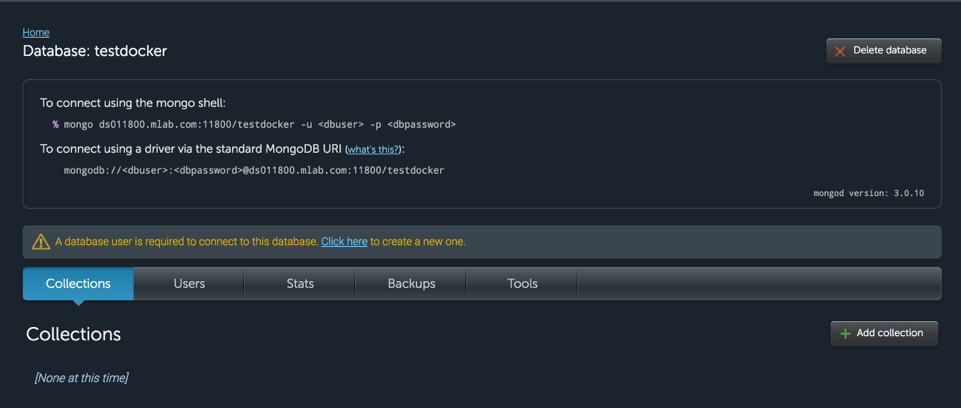 Home
Database: testdocker
Delete database
To connect using the mongo shell:
% mongo ds011800.mlab.com:11800/testdocker -u <dbuser> -p <dbpassword>
To connect using a driver via the standard MongoDB URI (what's this?):
mongodb://<dbuser>:<dbpassword>@ds011800.mlab.com:11800/testdocker
mongod version: 3.0.10
A database user is required to connect to this database. Click here to create a new one.
Collections Users Stats Backups Tools
Collections
Add collection
[None at this time]